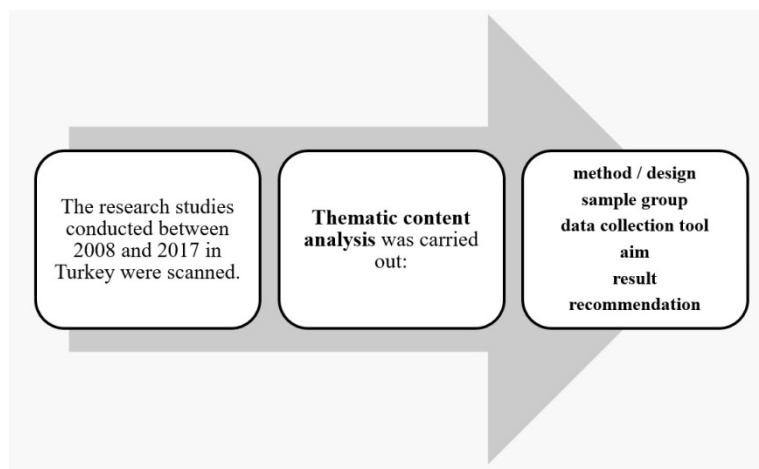 The research studies
conducted between
2008 and 2017 in
Turkey were scanned.
Thematic content
analysis was carried
out:
method / design
sample group
data collection tool
aim
result
recommendation